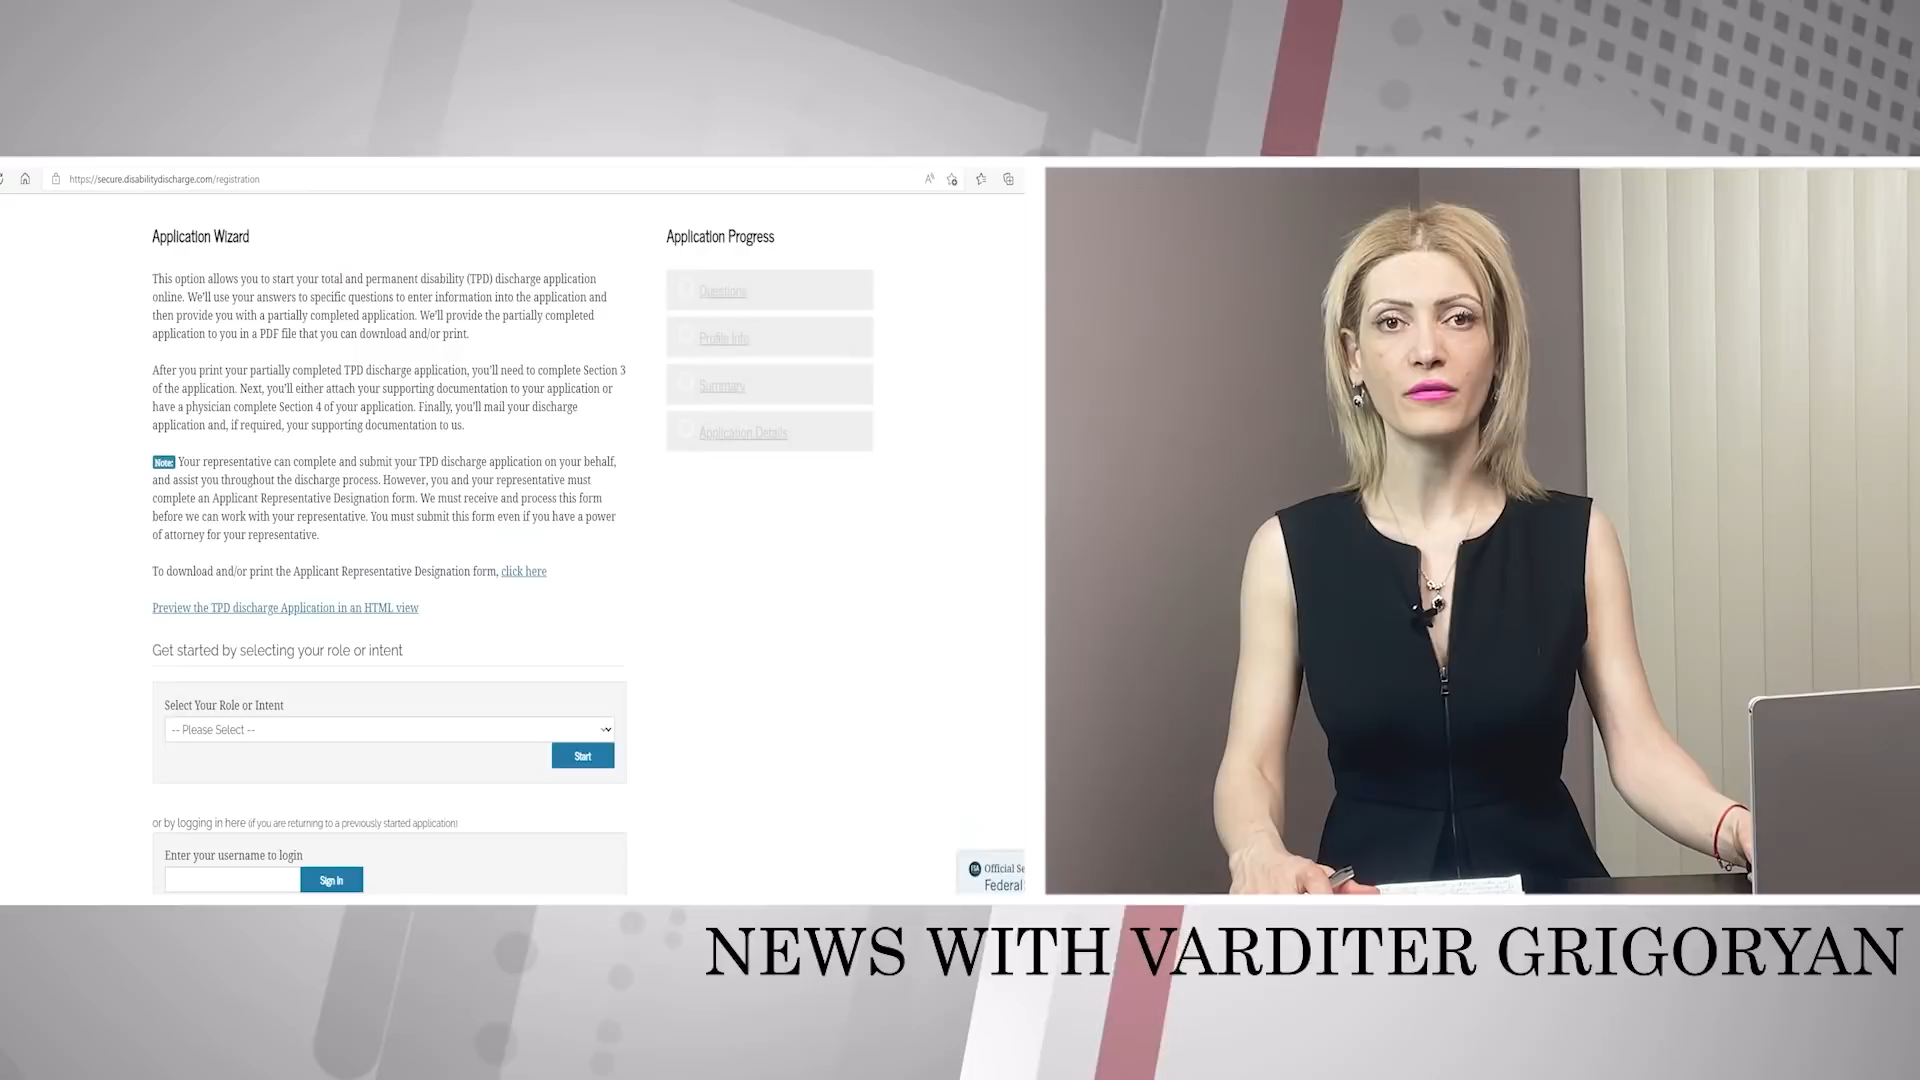 https://secure.disabilitydischarge.com/registration
Application Wizard
This option allows you to start your total and permanent disability (TPD) discharge application
online. We'll use your answers to specific questions to enter information into the application and
then provide you with a partially completed application. We'll provide the partially completed
application to you in a PDF file that you can download and/or print.
After you print your partially completed TPD discharge application, you'll need to complete Section 3
of the application. Next, you'll either attach your supporting documentation to your application or
have a physician complete Section 4 of your application. Finally, you'll mail your discharge
application and, if required, your supporting documentation to us.
Note: Your representative can complete and submit your TPD discharge application on your behalf,
and assist you throughout the discharge process. However, you and your representative must
complete an Applicant Representative Designation form. We must receive and process this form
before we can work with your representative. You must submit this form even if you have a power
of attorney for your representative.
To download and/or print the Applicant Representative Designation form, click here
Preview the TPD discharge Application in an HTML view
Get started by selecting your role or intent
Select Your Role or Intent
-- Please Select --
Start
or by logging in here (if you are returning to a previously started application)
Enter your username to login
Sign In
Application Progress
Questions
Profile Info
Summary
Application Details
Official Se
Federal
NEWS WITH VARDITER GRIGORYAN